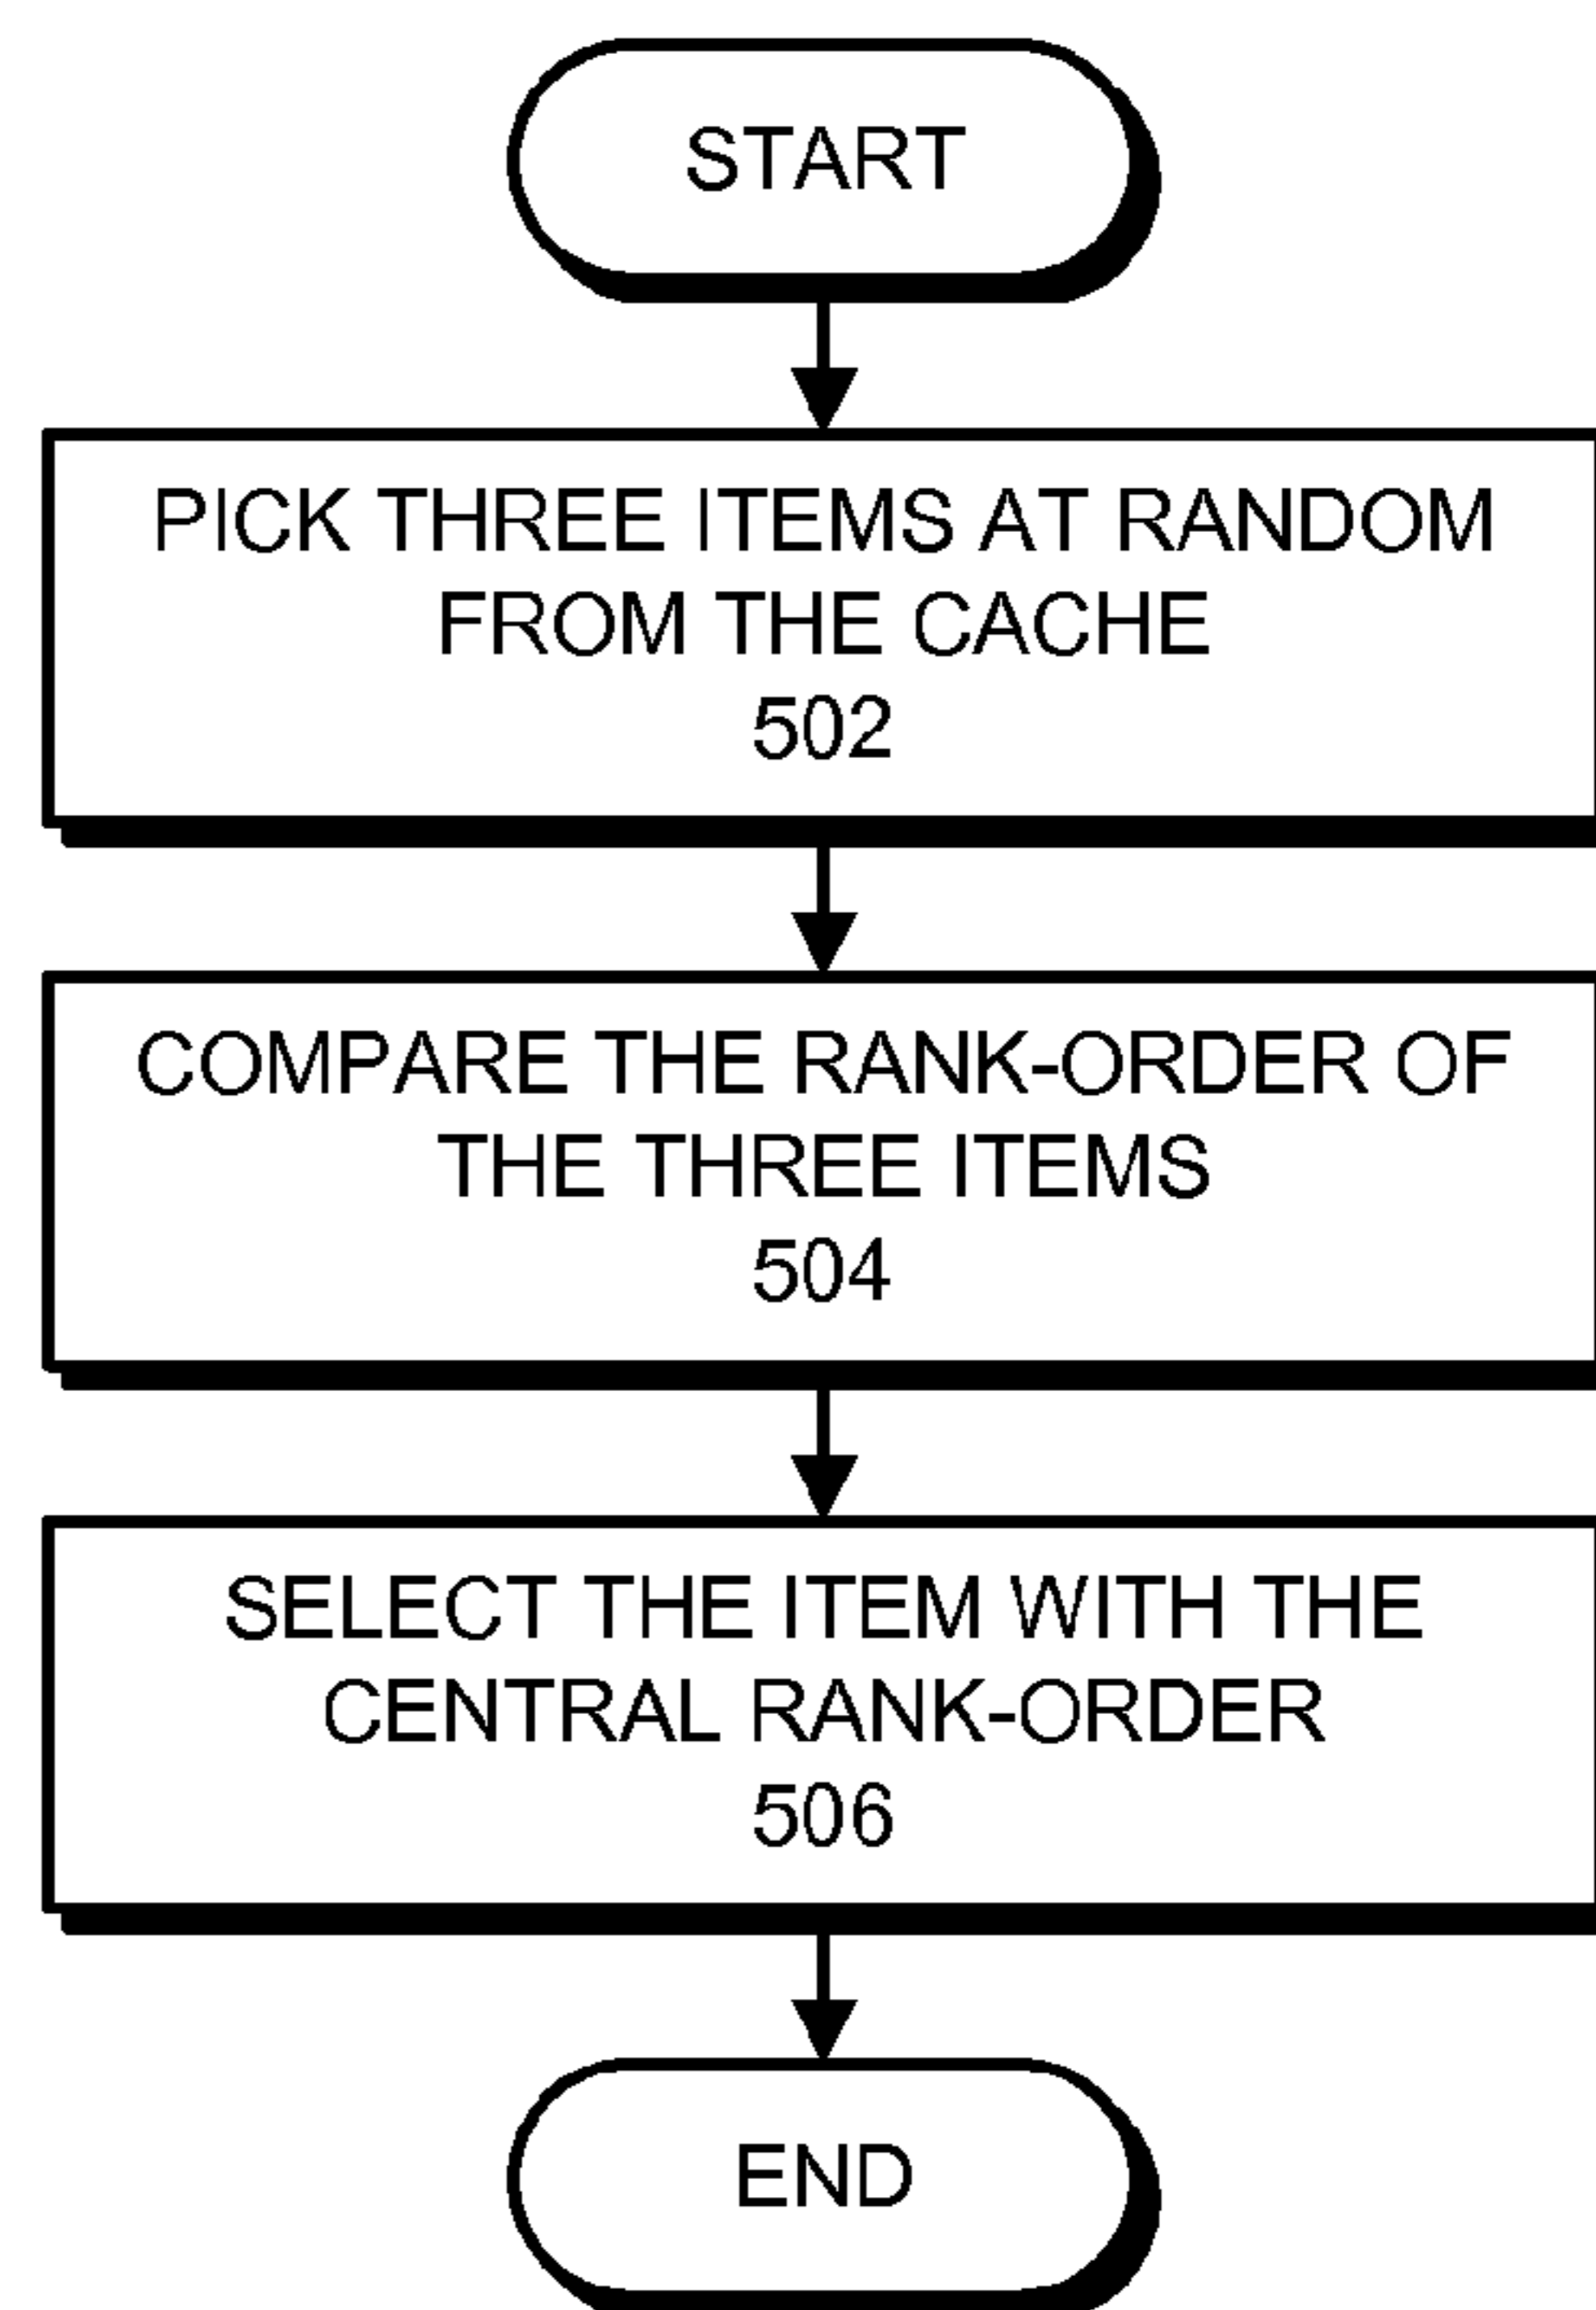 START
PICK THREE ITEMS AT RANDOM
FROM THE CACHE
502
COMPARE THE RANK-ORDER OF
THE THREE ITEMS
504
SELECT THE ITEM WITH THE
CENTRAL RANK-ORDER
506
END